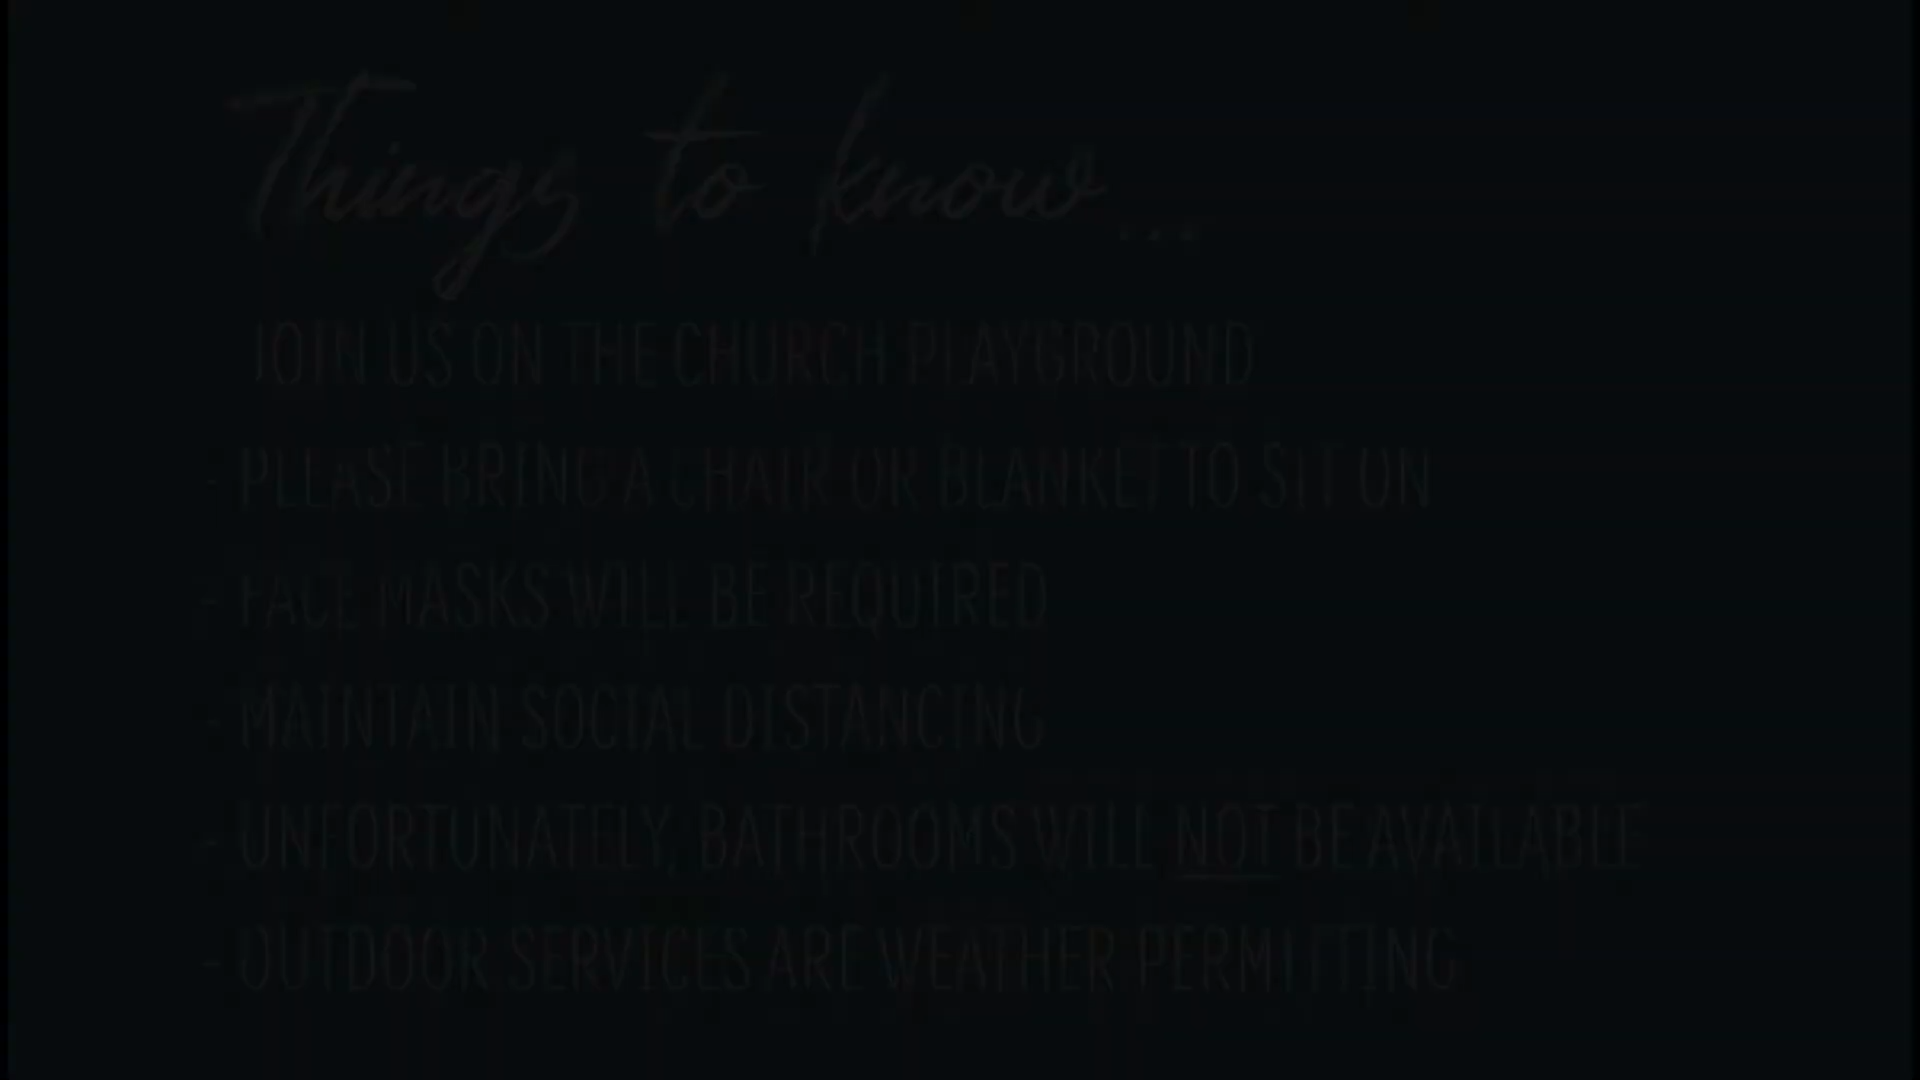 Things to know...
JOIN US ON THE CHURCH PLAYGROUND
- PLEASE BRING A CHAIR OR BLANKET TO SIT ON
- FACE MASKS WILL BE REQUIRED
- MAINTAIN SOCIAL DISTANCING
- UNFORTUNATELY, BATHROOMS WILL NOT BE AVAILABLE
- OUTDOOR SERVICES ARE WEATHER PERMITTING